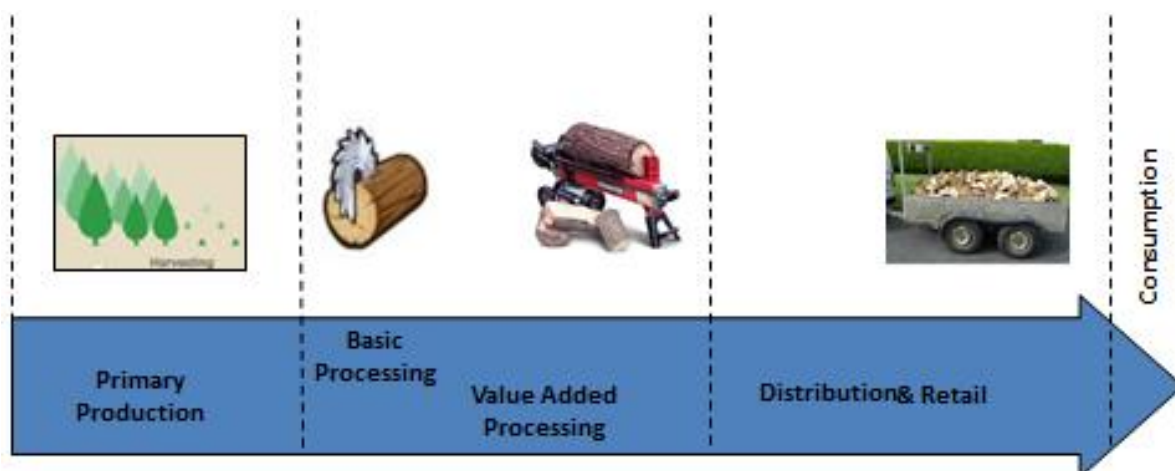 Harvesting
Consumption
Primary
Production
Basic
Processing
Value Added
Processing
Distribution& Retail